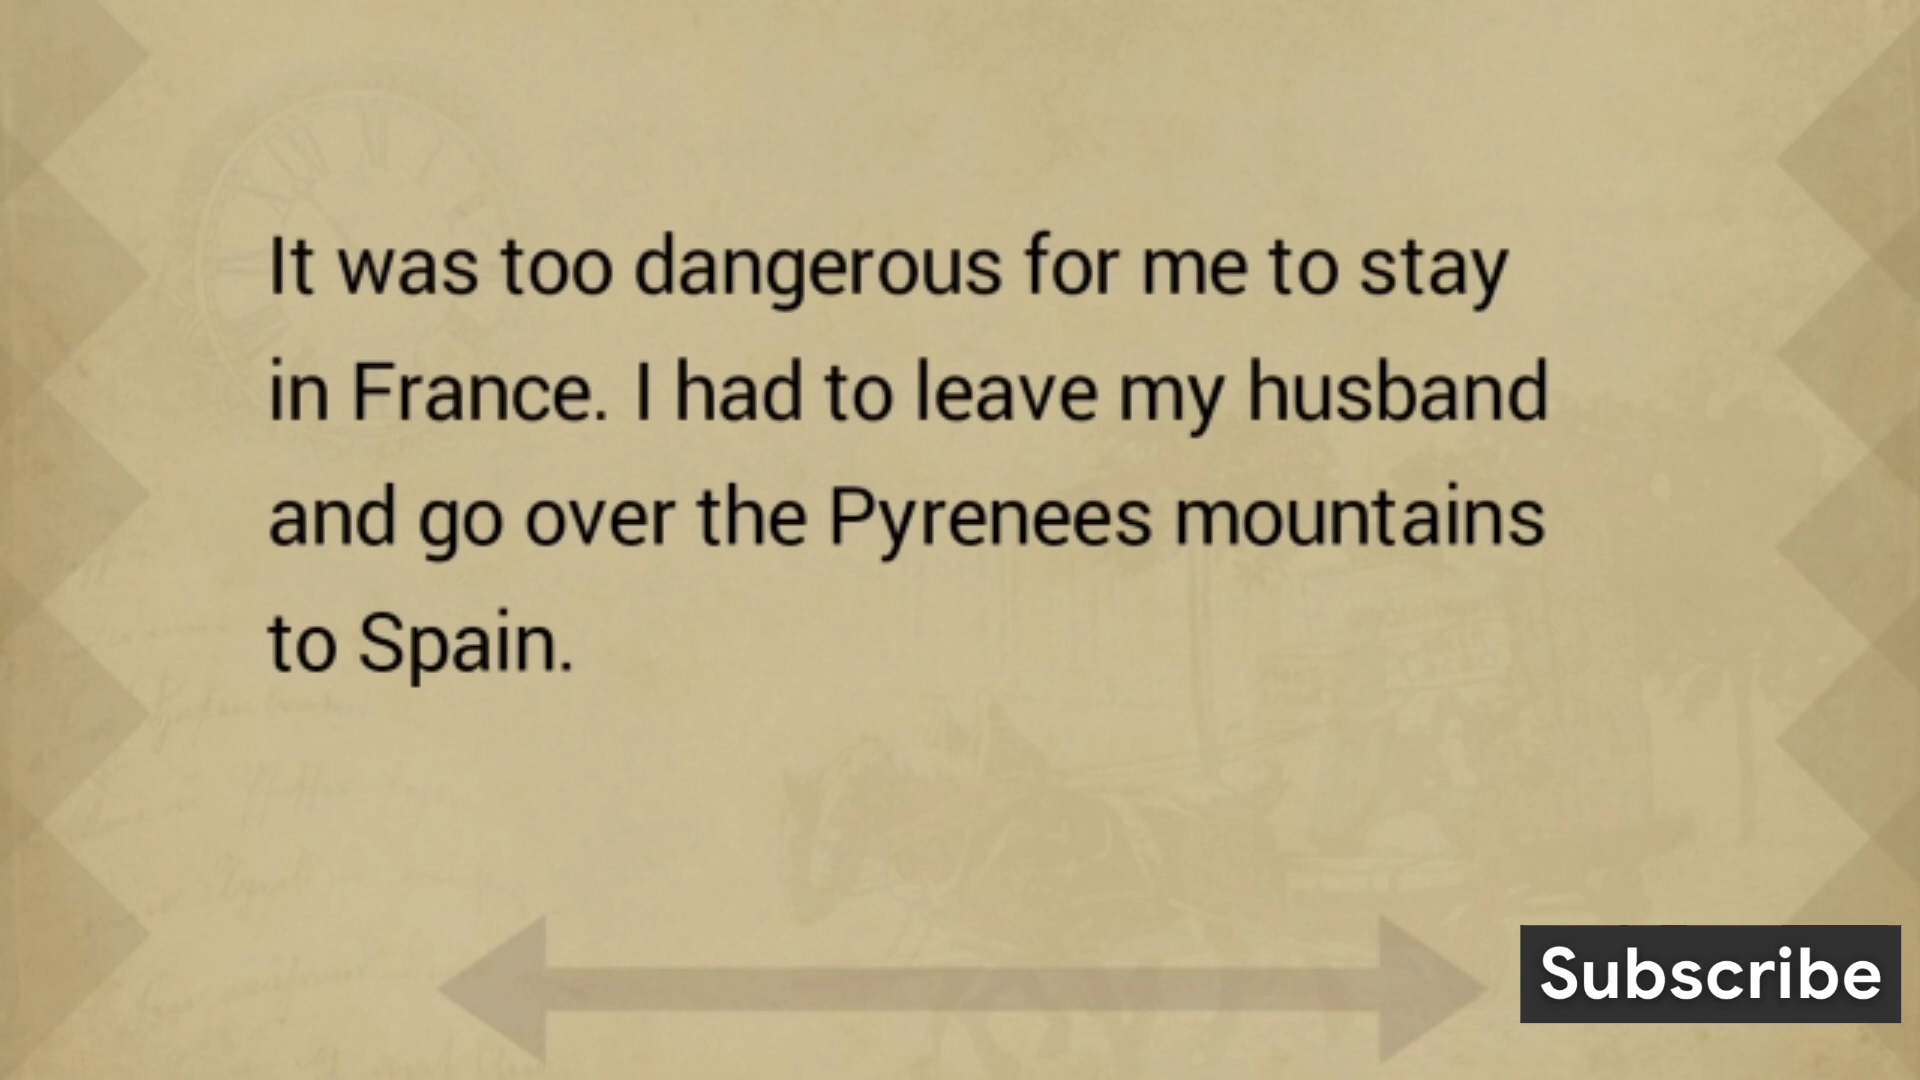 It was too dangerous for me to stay
in France. I had to leave my husband
and go over the Pyrenees mountains
to Spain.
Subscribe